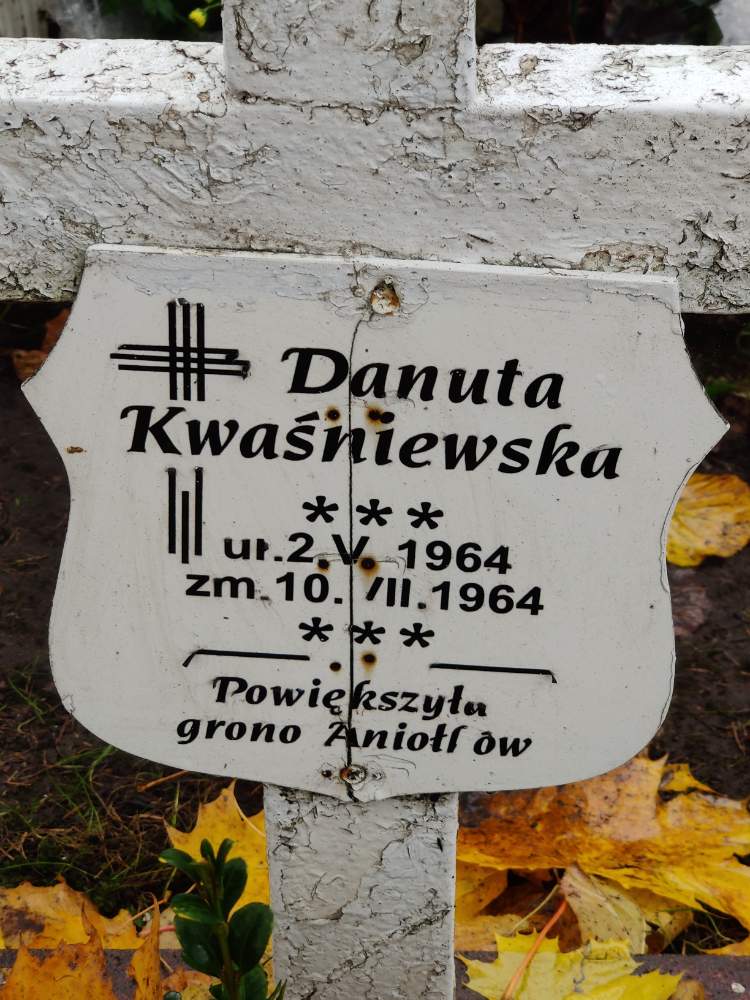 Danuta
Kwaśniewska
***
ur.2.V. 1964
zm.10. VII.1964
***
Powiększyła
grono Aniołów